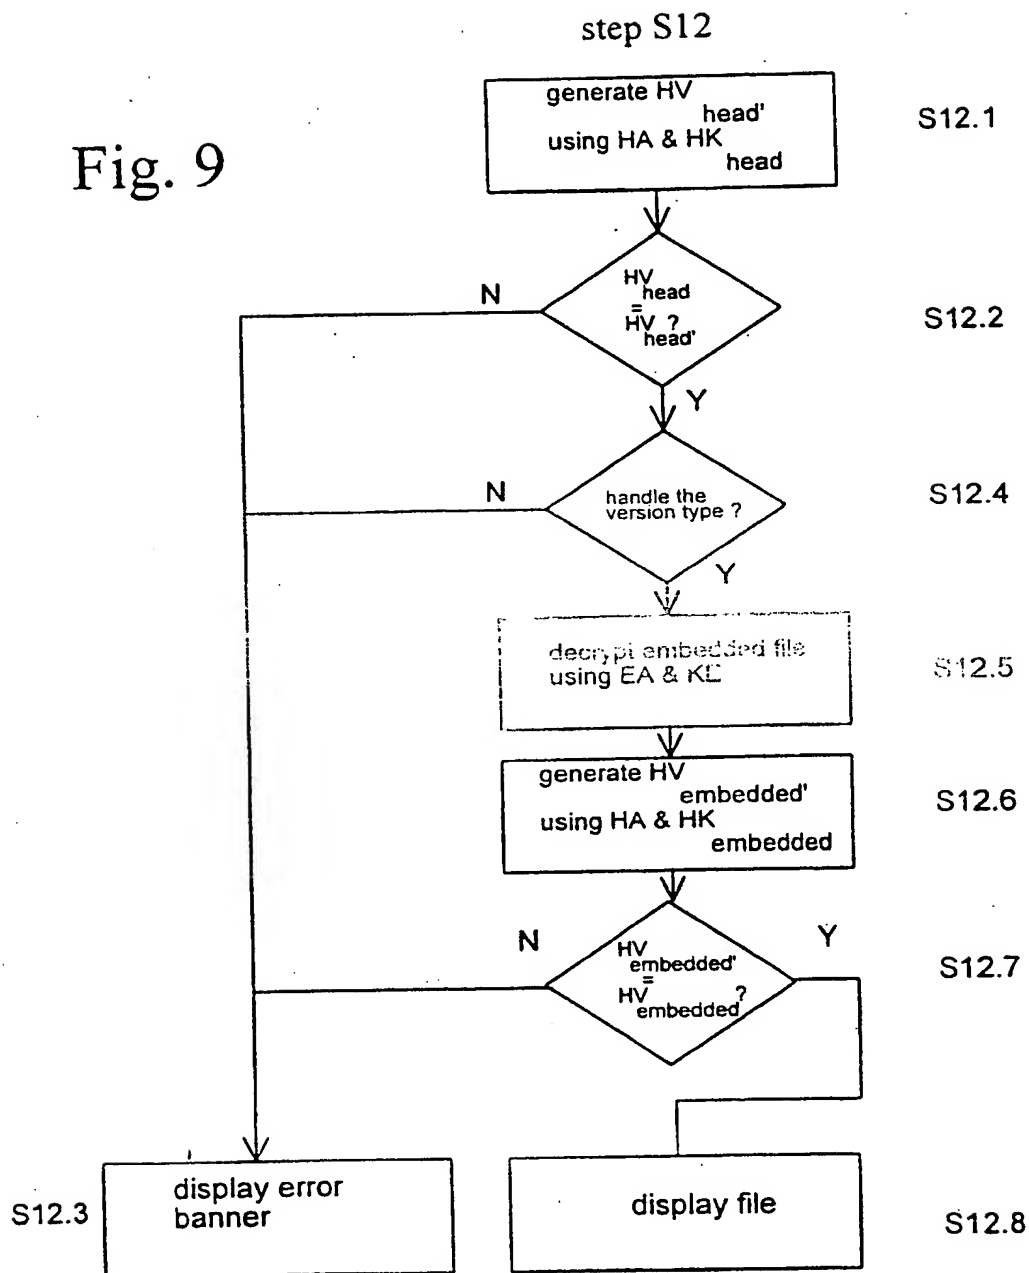 step S12
Fig. 9
generate HV
head'
using HA & HK
head
S12.1
HV
head
=
HV ?
head'
N
S12.2
Y
handle the
version type ?
N
S12.4
Y
decrypt embedded file
using EA &
S12.5
generate HV
embedded'
using HA & HK
embedded
S12.6
N
HV
embedded'
=
HV ?
embedded
Y
S12.7
S12.3
display error
banner
display file
S12.8